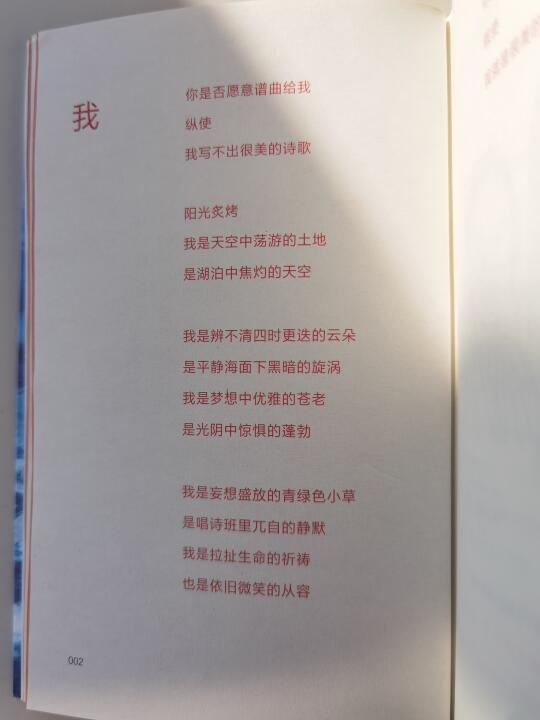 我
你是否愿意谱曲给我
纵使
我写不出很美的诗歌
阳光炙烤
我是天空中荡游的土地
是湖泊中焦灼的天空
我是辨不清四时更迭的云朵
是平静海面下黑暗的旋涡
我是梦想中优雅的苍老
是光阴中惊惧的蓬勃
我是妄想盛放的青绿色小草
是唱诗班里兀自的静默
我是拉扯生命的祈祷
也是依旧微笑的从容
002